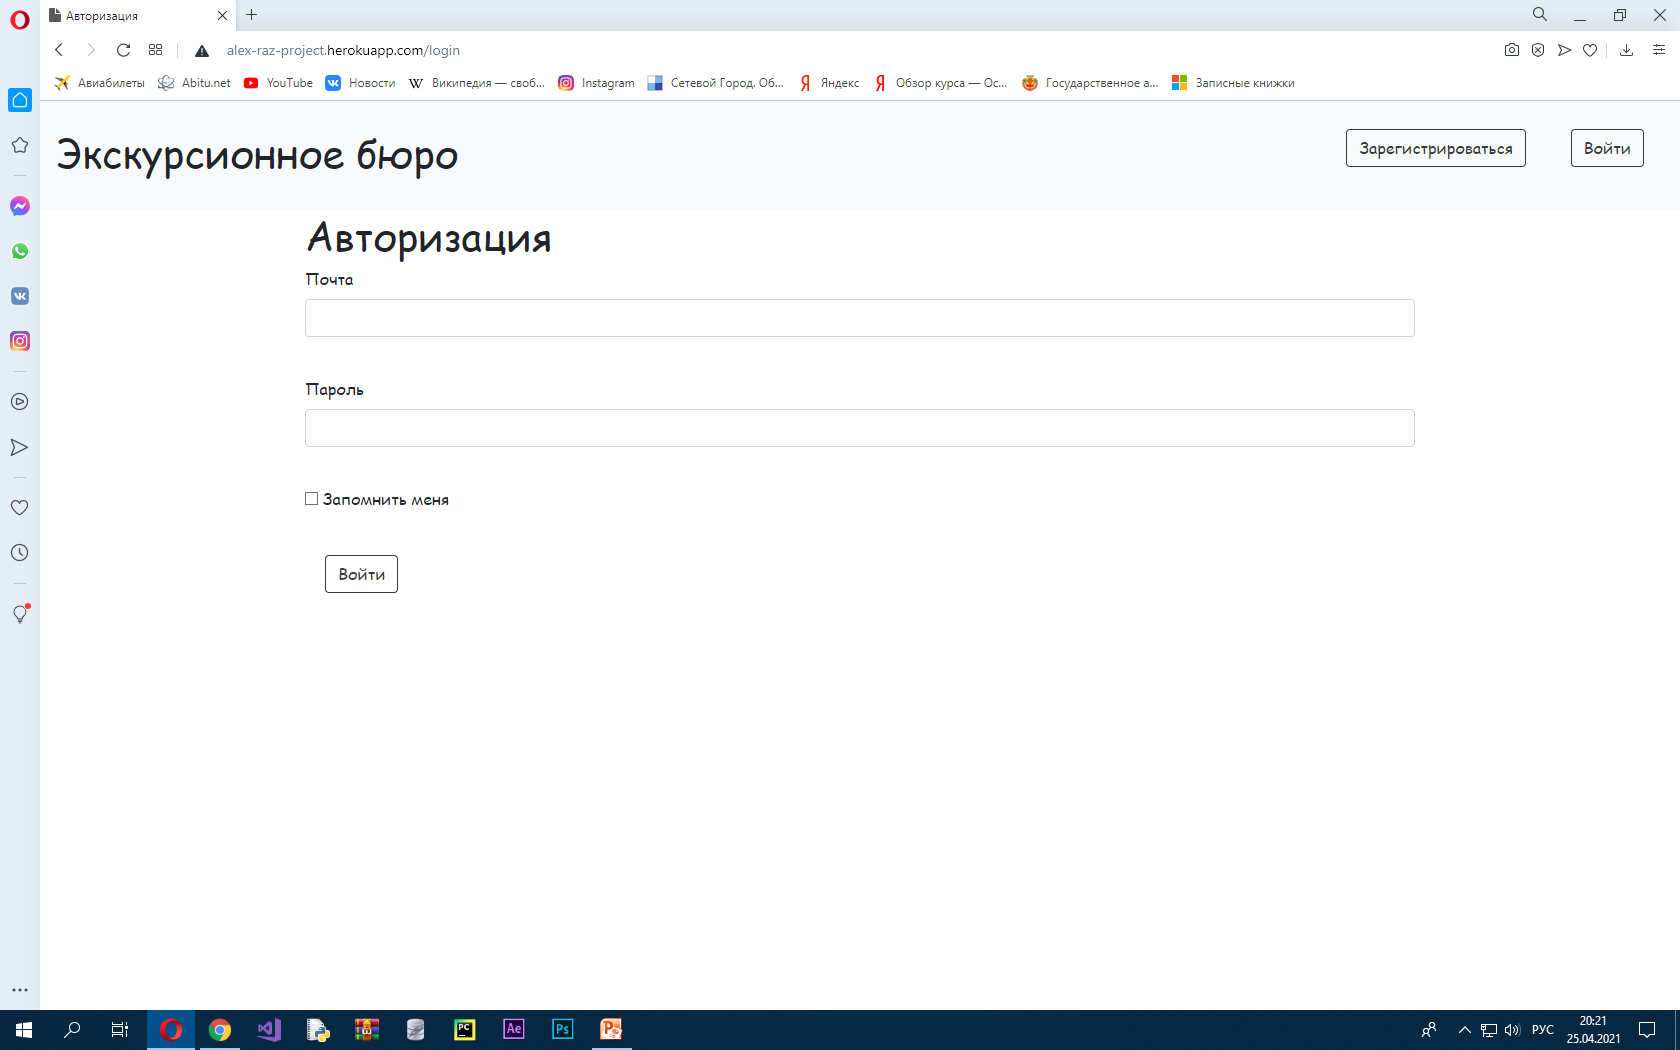 Авторизация
alex-raz-project.herokuapp.com/login
Авиабилеты Abitu.net YouTube Новости Википедия — своб... Instagram Сетевой Город. Об... Яндекс Обзор курса — Ос... Государственное а... Записные книжки
Экскурсионное бюро
Зарегистрироваться
Войти
Авторизация
Почта
Пароль
Запомнить меня
Войти
РУС
20:21
25.04.2021